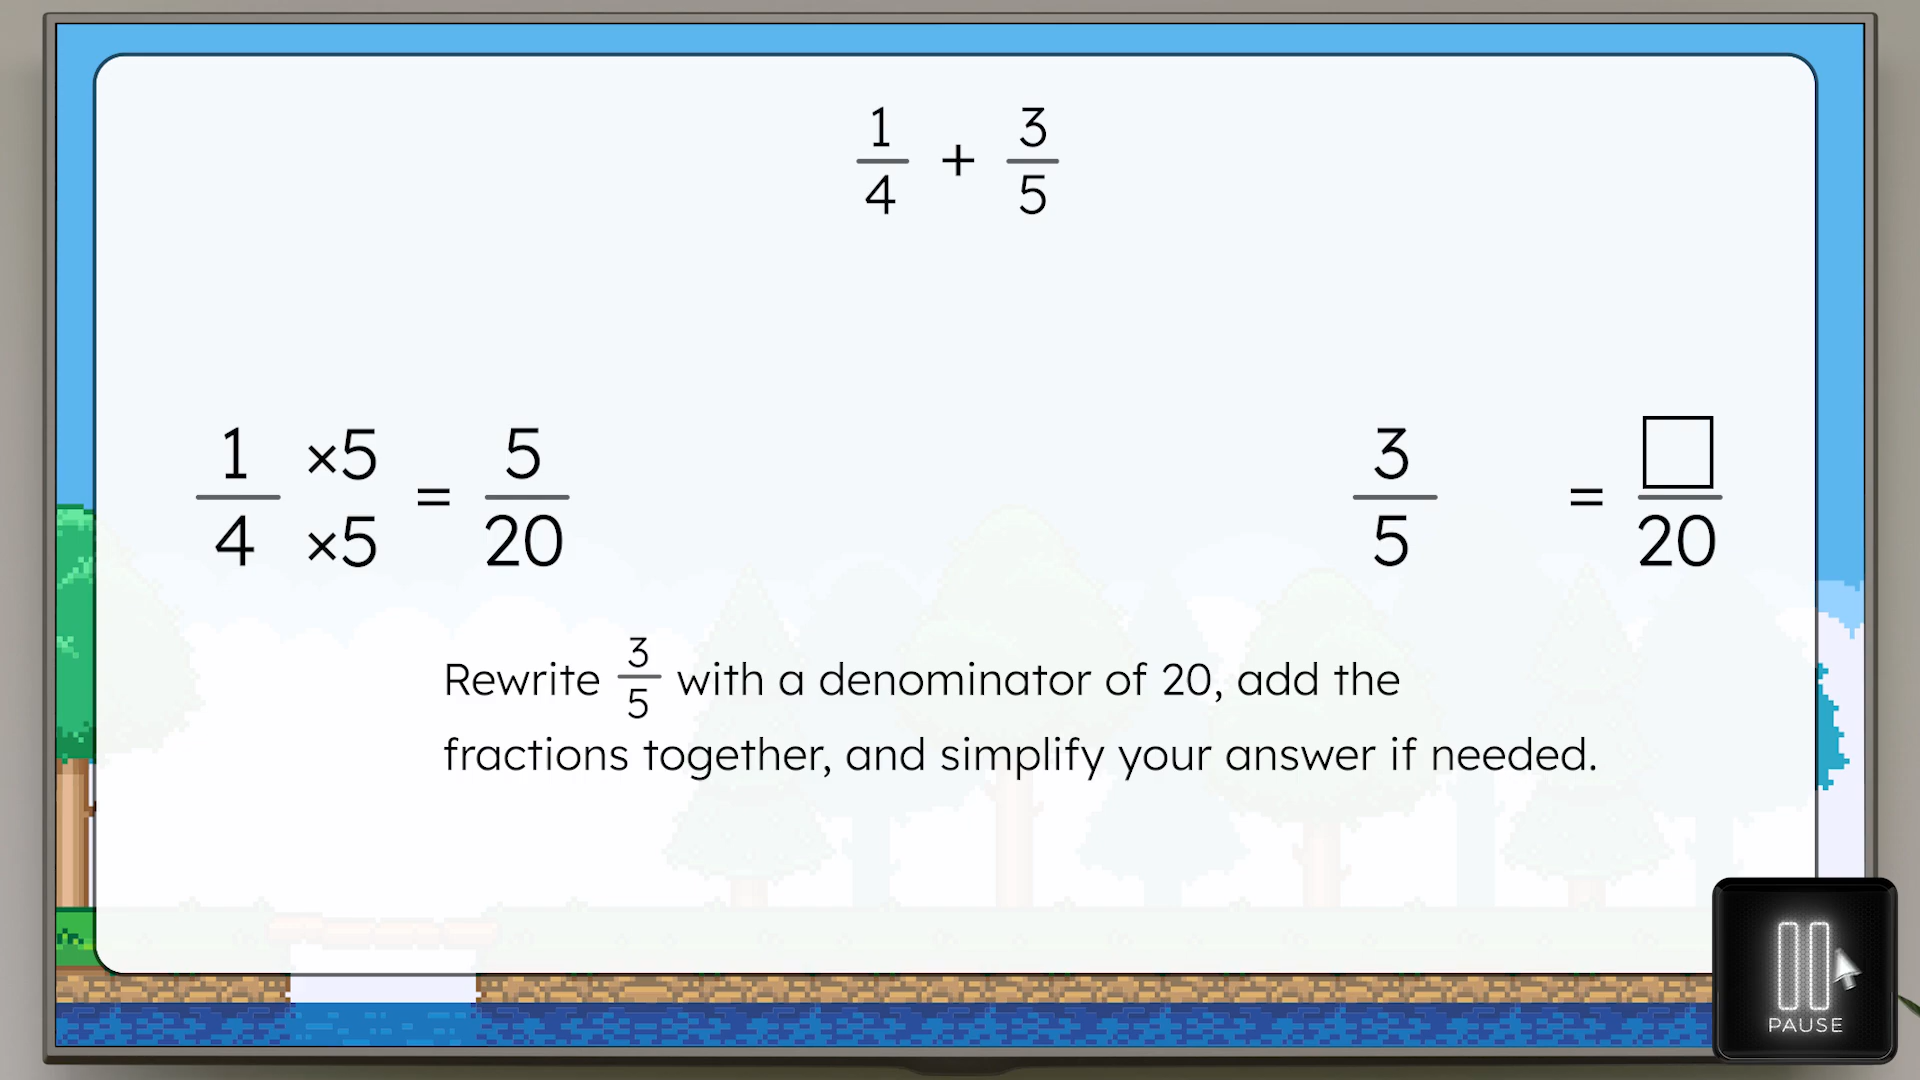 1/4 + 3/5
1/4 ×5/×5 = 5/20
3/5 = □/20
Rewrite 3/5 with a denominator of 20, add the
fractions together, and simplify your answer if needed.
PAUSE